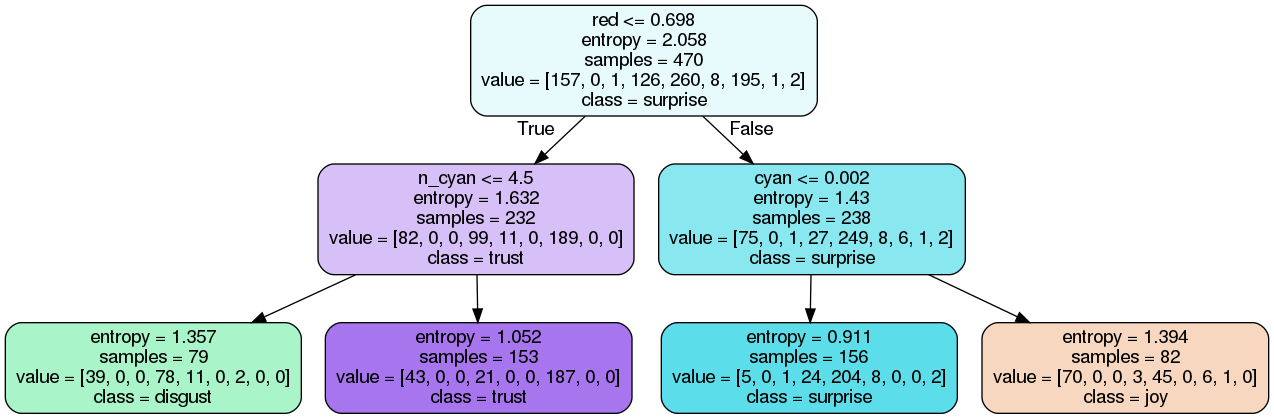 red <= 0.698
entropy = 2.058
samples = 470
value = [157, 0, 1, 126, 260, 8, 195, 1, 2]
class = surprise
True
False
n_cyan <= 4.5
entropy = 1.632
samples = 232
value = [82, 0, 0, 99, 11, 0, 189, 0, 0]
class = trust
cyan <= 0.002
entropy = 1.43
samples = 238
value = [75, 0, 1, 27, 249, 8, 6, 1, 2]
class = surprise
entropy = 1.357
samples = 79
value = [39, 0, 0, 78, 11, 0, 2, 0, 0]
class = disgust
entropy = 1.052
samples = 153
value = [43, 0, 0, 21, 0, 0, 187, 0, 0]
class = trust
entropy = 0.911
samples = 156
value = [5, 0, 1, 24, 204, 8, 0, 0, 2]
class = surprise
entropy = 1.394
samples = 82
value = [70, 0, 0, 3, 45, 0, 6, 1, 0]
class = joy